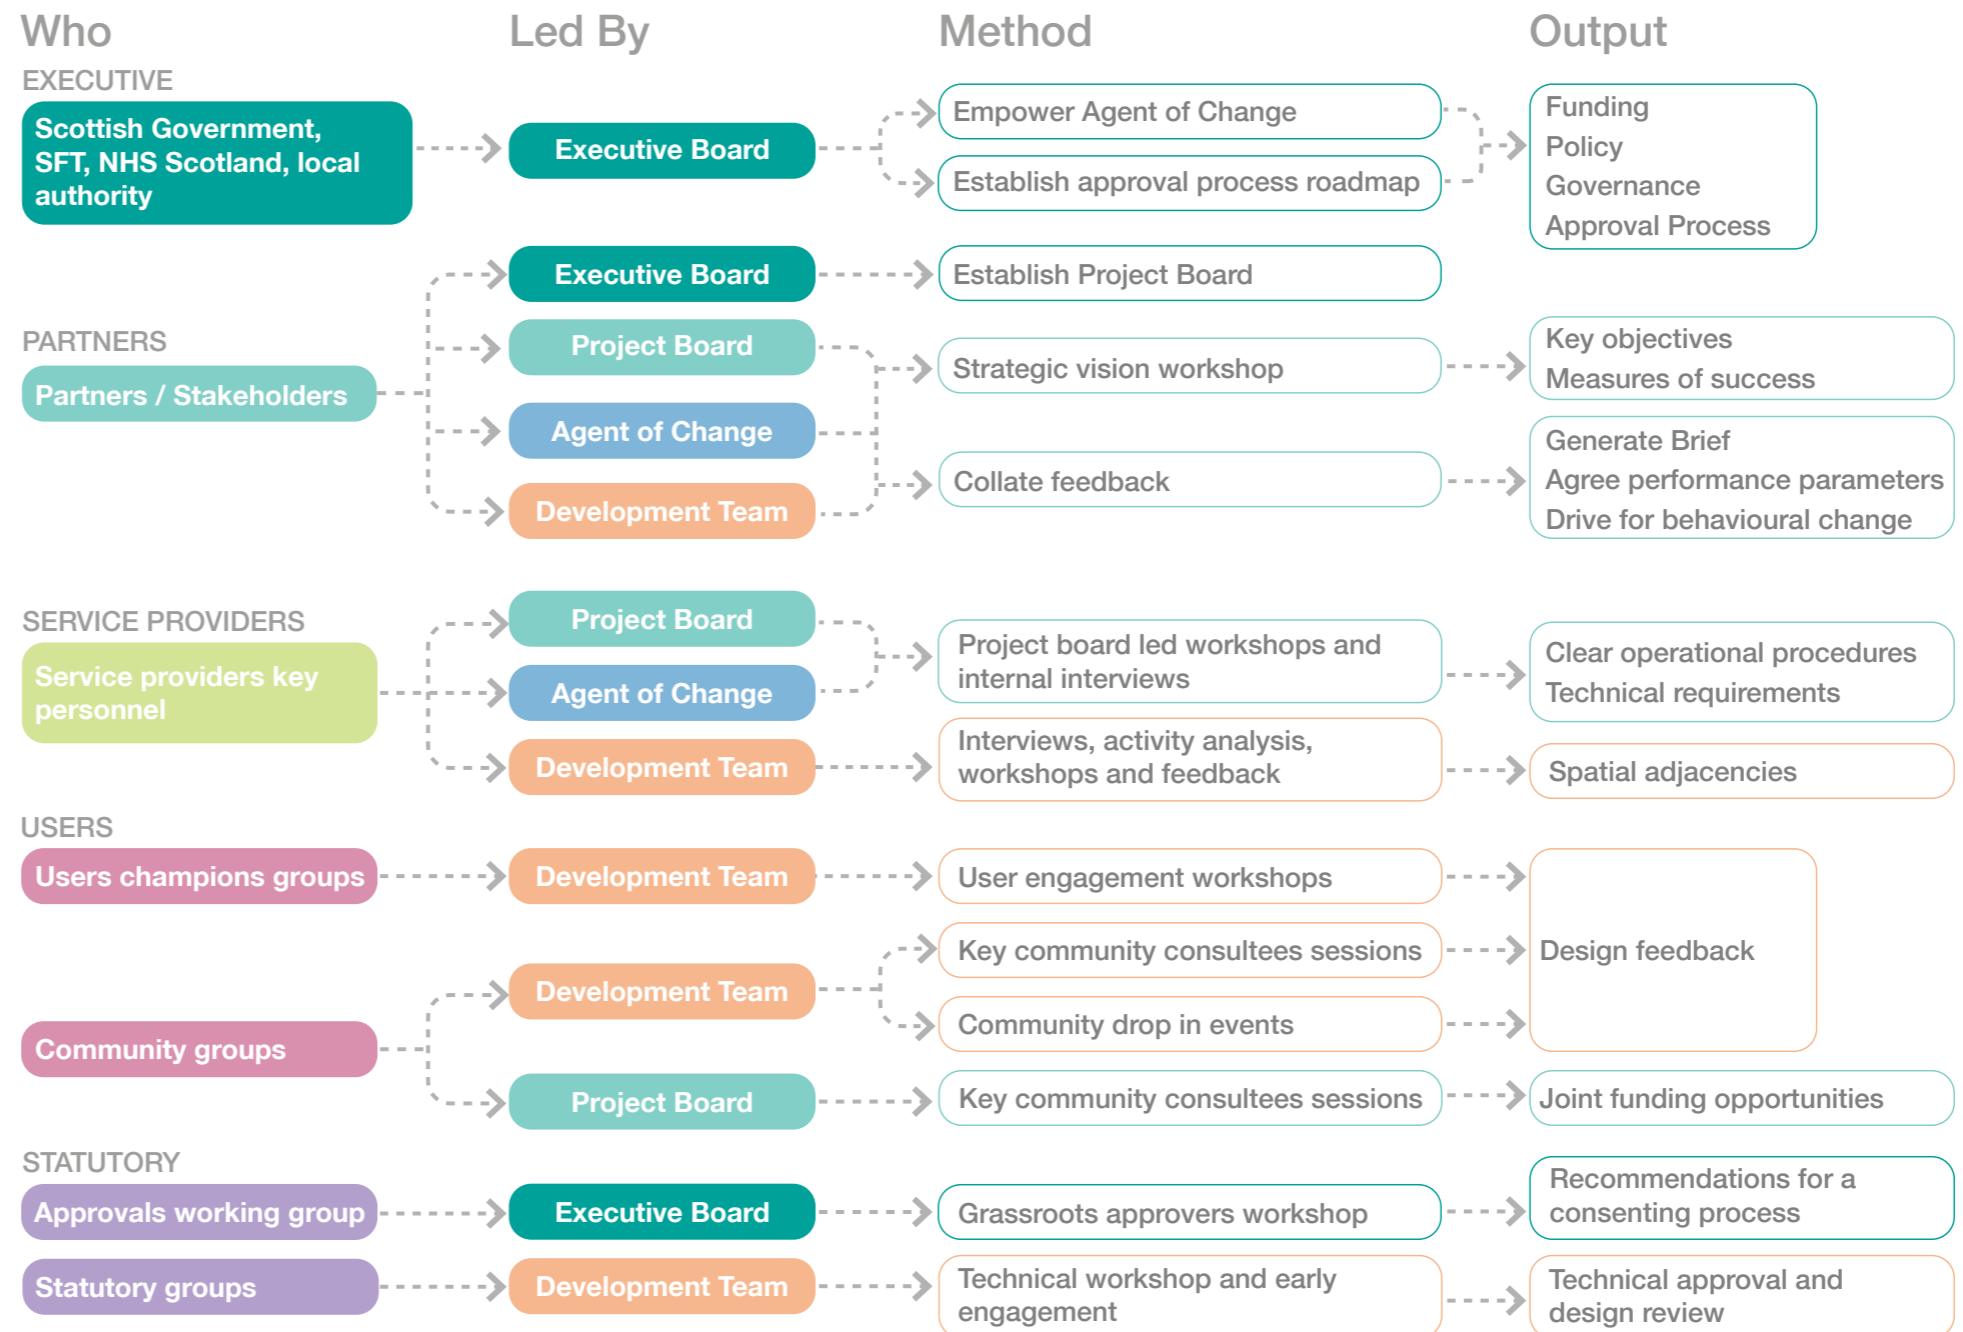 Who
Led By
Method
Output
EXECUTIVE
Scottish Government,
SFT, NHS Scotland, local
authority
Executive Board
Empower Agent of Change
Establish approval process roadmap
Funding
Policy
Governance
Approval Process
PARTNERS
Partners / Stakeholders
Executive Board
Establish Project Board
Project Board
Agent of Change
Development Team
Strategic vision workshop
Key objectives
Measures of success
Collate feedback
Generate Brief
Agree performance parameters
Drive for behavioural change
SERVICE PROVIDERS
Service providers key
personnel
Project Board
Agent of Change
Project board led workshops and
internal interviews
Clear operational procedures
Technical requirements
Development Team
Interviews, activity analysis,
workshops and feedback
Spatial adjacencies
USERS
Users champions groups
Development Team
User engagement workshops
Design feedback
Community groups
Development Team
Key community consultees sessions
Community drop in events
Project Board
Key community consultees sessions
Joint funding opportunities
STATUTORY
Approvals working group
Executive Board
Grassroots approvers workshop
Recommendations for a
consenting process
Statutory groups
Development Team
Technical workshop and early
engagement
Technical approval and
design review